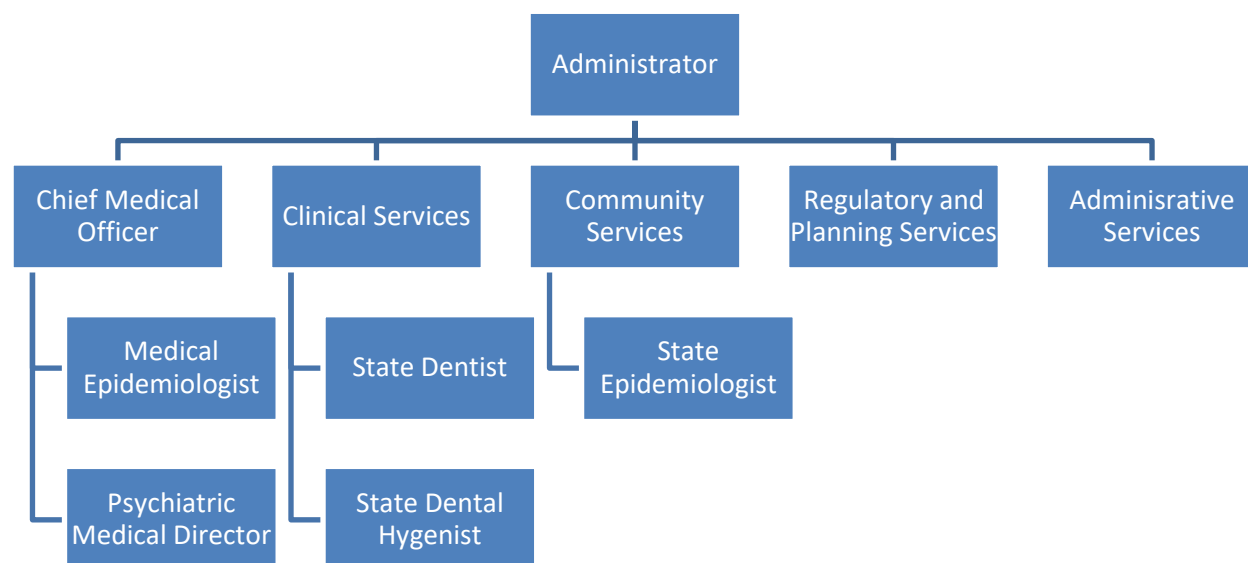 Administrator
Chief Medical
Officer
Clinical Services
Community
Services
Regulatory and
Planning Services
Adminisrative
Services
Medical
Epidemiologist
State Dentist
State
Epidemiologist
Psychiatric
Medical Director
State Dental
Hygenist